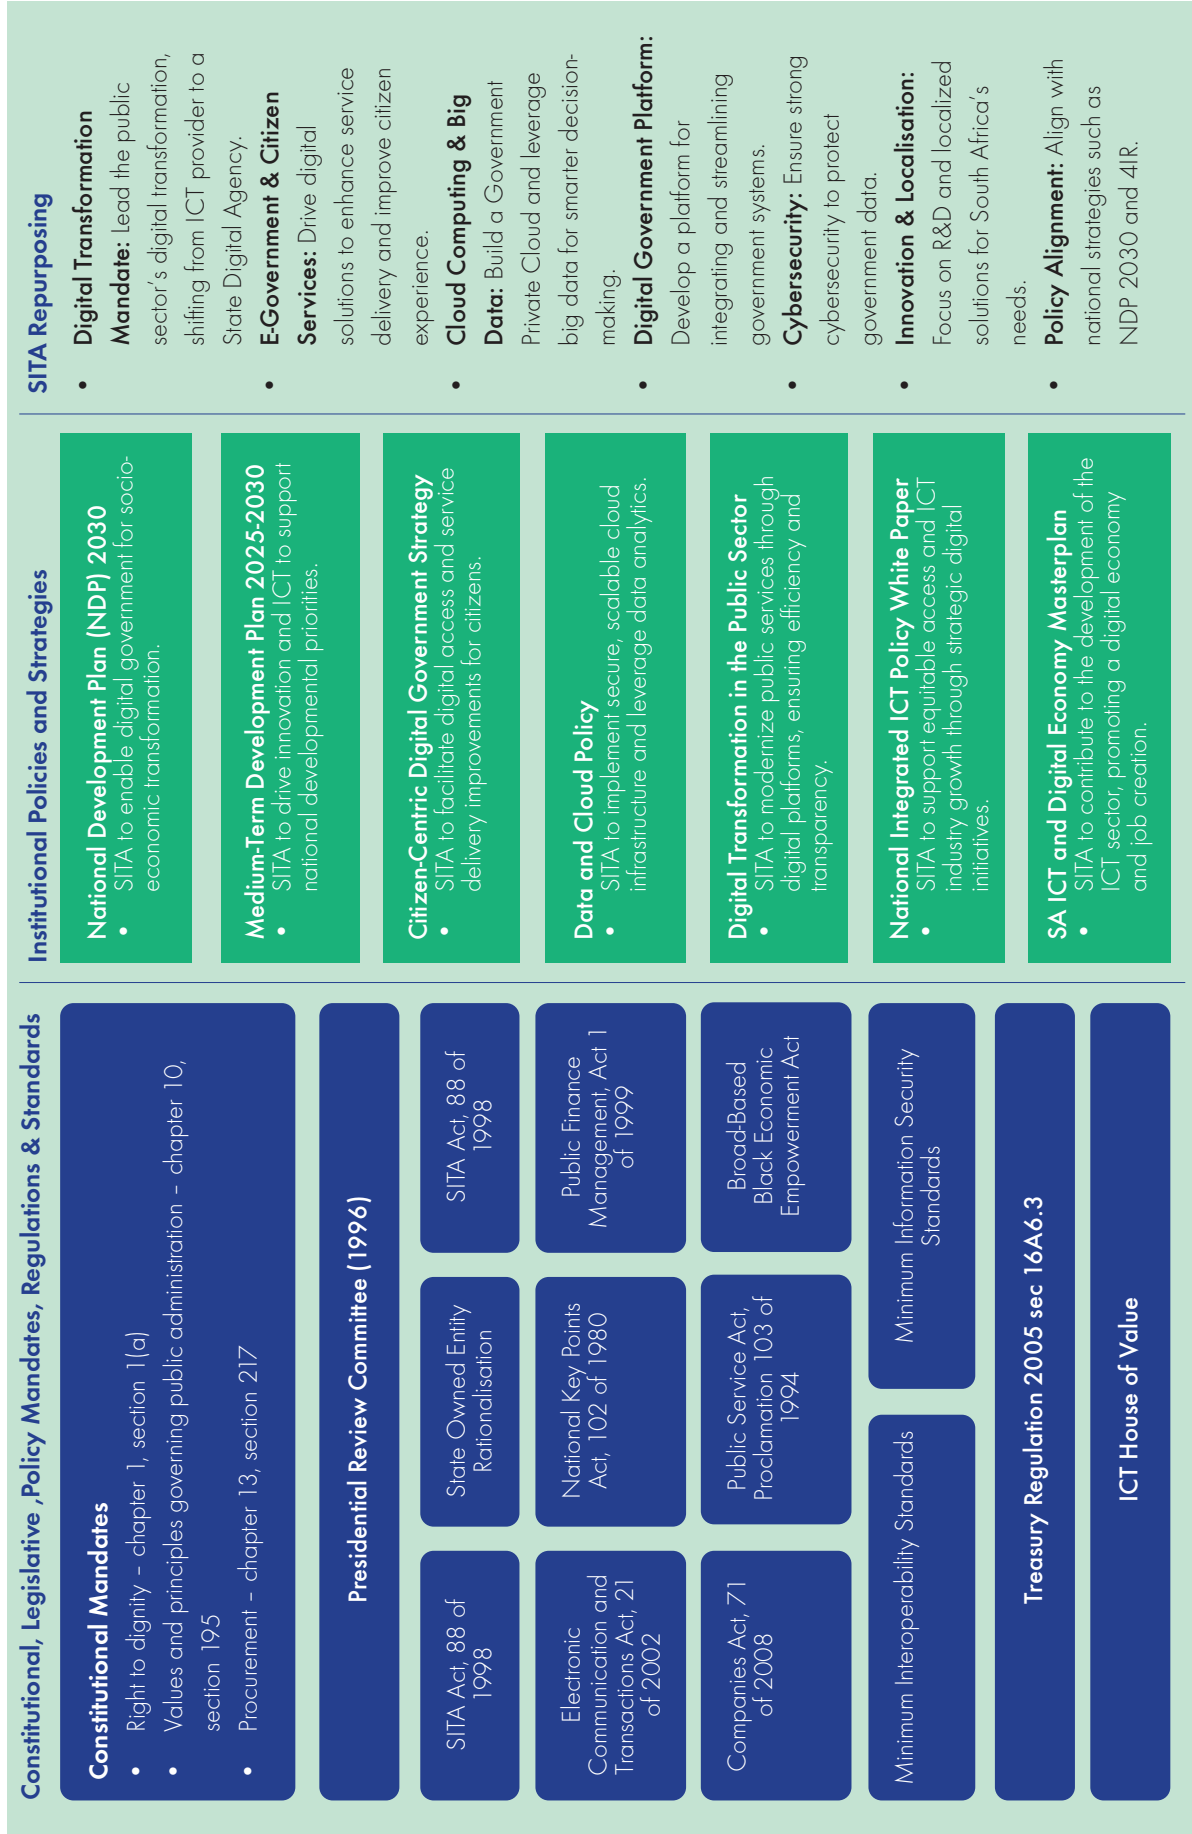 Constitutional, Legislative ,Policy Mandates, Regulations & Standards
Constitutional Mandates
• Right to dignity – chapter 1, section 1(a)
• Values and principles governing public administration – chapter 10,
section 195
• Procurement – chapter 13, section 217
Presidential Review Committee (1996)
SITA Act, 88 of
1998
State Owned Entity
Rationalisation
SITA Act, 88 of
1998
Electronic
Communication and
Transactions Act, 21
of 2002
National Key Points
Act, 102 of 1980
Public Finance
Management, Act 1
of 1999
Companies Act, 71
of 2008
Public Service Act,
Proclamation 103 of
1994
Broad-Based
Black Economic
Empowerment Act
Minimum Interoperability Standards
Minimum Information Security
Standards
Treasury Regulation 2005 sec 16A6.3
ICT House of Value
Institutional Policies and Strategies
National Development Plan (NDP) 2030
• SITA to enable digital government for socio-
economic transformation.
Medium-Term Development Plan 2025-2030
• SITA to drive innovation and ICT to support
national developmental priorities.
Citizen-Centric Digital Government Strategy
• SITA to facilitate digital access and service
delivery improvements for citizens.
Data and Cloud Policy
• SITA to implement secure, scalable cloud
infrastructure and leverage data analytics.
Digital Transformation in the Public Sector
• SITA to modernize public services through
digital platforms, ensuring efficiency and
transparency.
National Integrated ICT Policy White Paper
• SITA to support equitable access and ICT
industry growth through strategic digital
initiatives.
SA ICT and Digital Economy Masterplan
• SITA to contribute to the development of the
ICT sector, promoting a digital economy
and job creation.
SITA Repurposing
• Digital Transformation
Mandate: Lead the public
sector's digital transformation,
shifting from ICT provider to a
State Digital Agency.
• E-Government & Citizen
Services: Drive digital
solutions to enhance service
delivery and improve citizen
experience.
• Cloud Computing & Big
Data: Build a Government
Private Cloud and leverage
big data for smarter decision-
making.
• Digital Government Platform:
Develop a platform for
integrating and streamlining
government systems.
• Cybersecurity: Ensure strong
cybersecurity to protect
government data.
• Innovation & Localisation:
Focus on R&D and localized
solutions for South Africa's
needs.
• Policy Alignment: Align with
national strategies such as
NDP 2030 and 4IR.